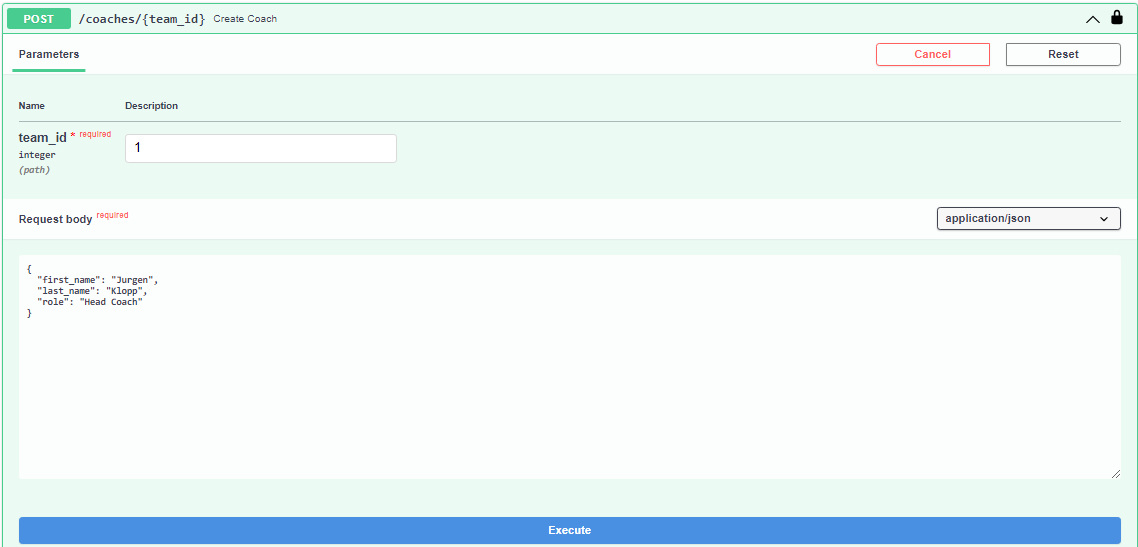 POST /coaches/{team_id} Create Coach
Parameters
Cancel
Reset
Name Description
team_id * required
integer
(path)
1
Request body required
application/json
{
  "first_name": "Jurgen",
  "last_name": "Klopp",
  "role": "Head Coach"
}
Execute